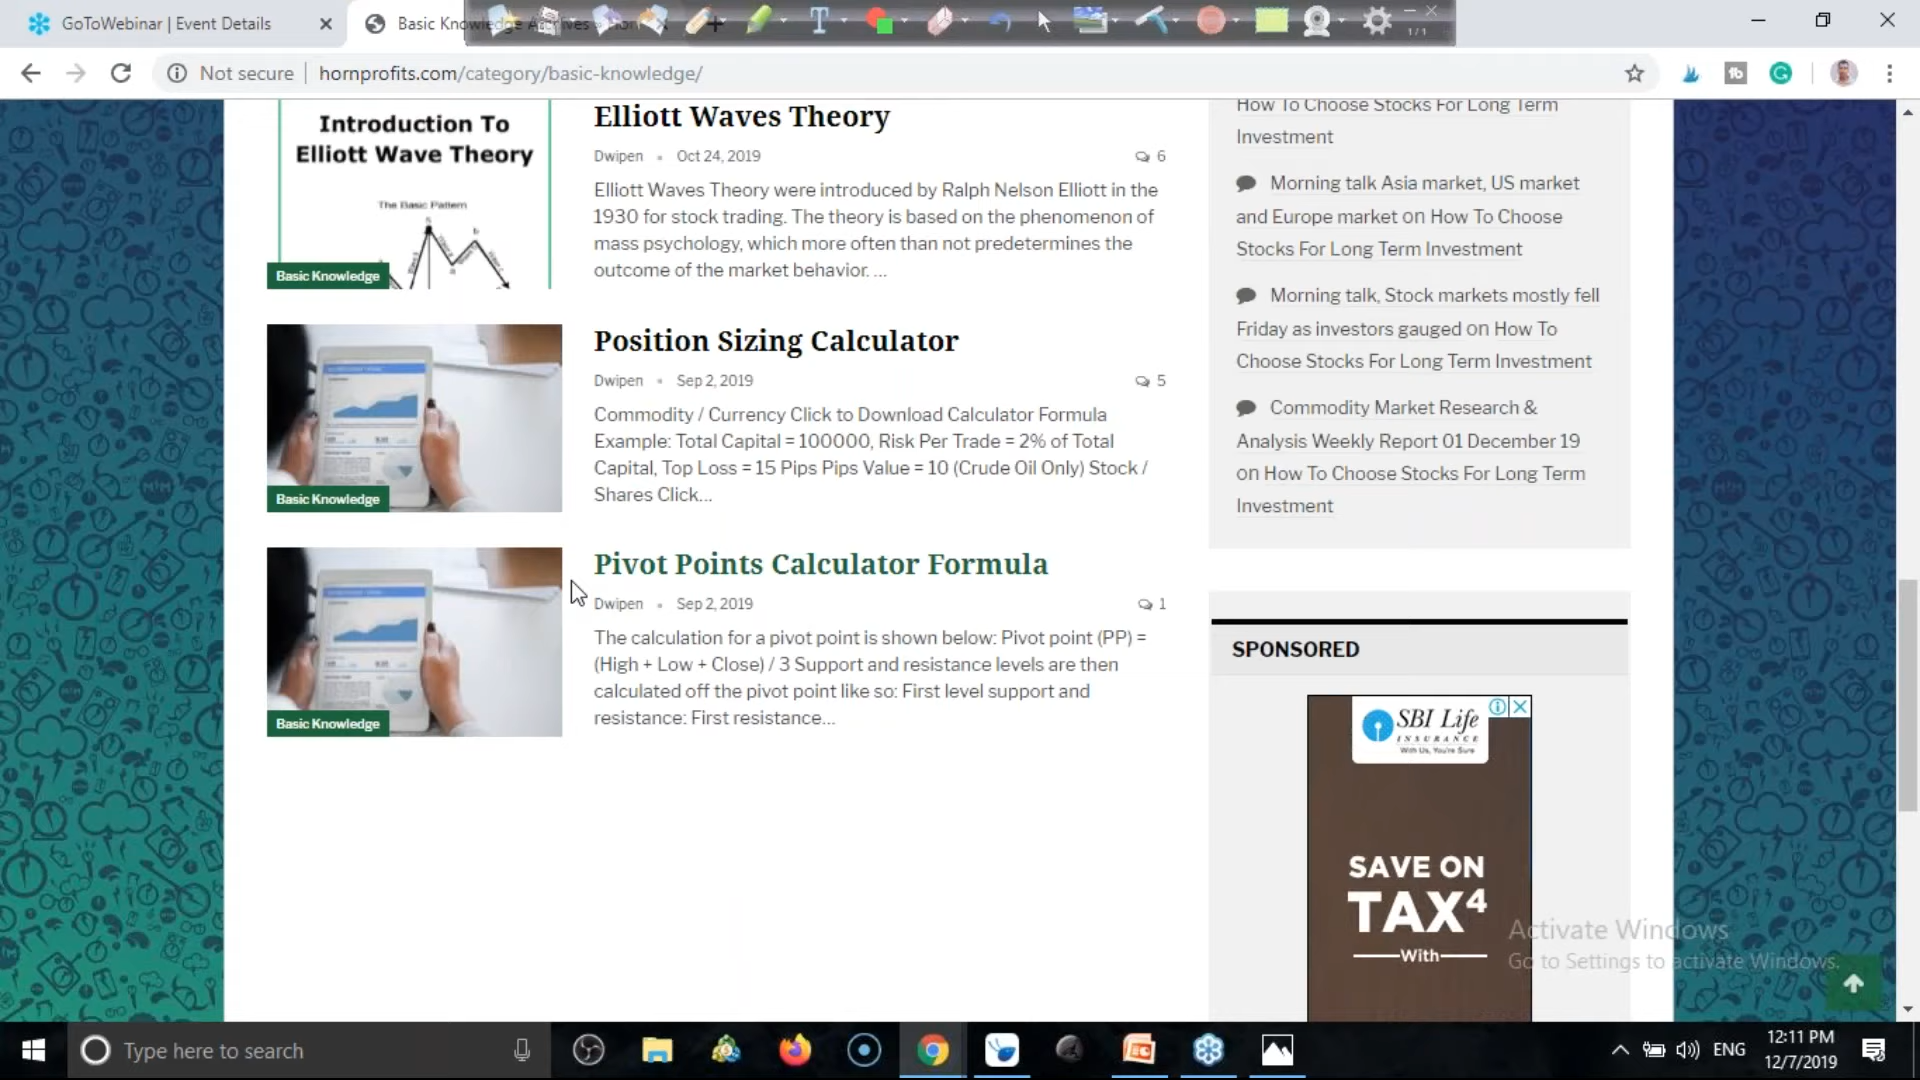 GoToWebinar | Event Details
Basic Knowledge Archives
1/1
Not secure
hornprofits.com/category/basic-knowledge/
Introduction To
Elliott Wave Theory
The Basic Pattern
Basic Knowledge
Elliott Waves Theory
Dwipen
Oct 24, 2019
6
Elliott Waves Theory were introduced by Ralph Nelson Elliott in the
1930 for stock trading. The theory is based on the phenomenon of
mass psychology, which more often than not predetermines the
outcome of the market behavior. ...
Basic Knowledge
Position Sizing Calculator
Dwipen
Sep 2, 2019
5
Commodity / Currency Click to Download Calculator Formula
Example: Total Capital = 100000, Risk Per Trade = 2% of Total
Capital, Top Loss = 15 Pips Pips Value = 10 (Crude Oil Only) Stock /
Shares Click...
Basic Knowledge
Pivot Points Calculator Formula
Dwipen
Sep 2, 2019
1
The calculation for a pivot point is shown below: Pivot point (PP) =
(High + Low + Close) / 3 Support and resistance levels are then
calculated off the pivot point like so: First level support and
resistance: First resistance...
How To Choose Stocks For Long Term
Investment
Morning talk Asia market, US market
and Europe market on How To Choose
Stocks For Long Term Investment
Morning talk, Stock markets mostly fell
Friday as investors gauged on How To
Choose Stocks For Long Term Investment
Commodity Market Research &
Analysis Weekly Report 01 December 19
on How To Choose Stocks For Long Term
Investment
SPONSORED
SBI Life
INSURANCE
With Us, You're Sure
SAVE ON
TAX4
With
Activate Windows
Go to Settings to activate Windows.
Type here to search
ENG
12:11 PM
12/7/2019